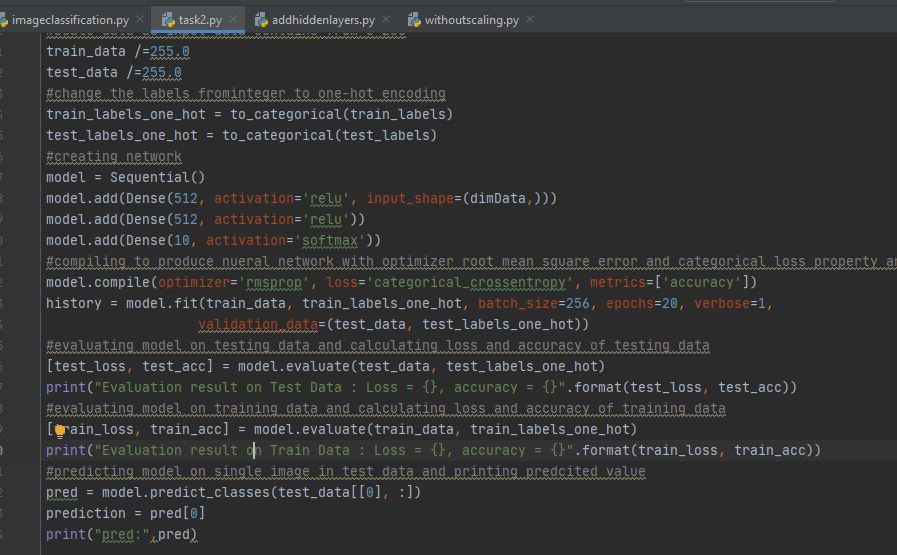 imageclassification.py task2.py addhiddenlayers.py withoutscaling.py
train_data /=255.0
test_data /=255.0
#change the labels frominteger to one-hot encoding
train_labels_one_hot = to_categorical(train_labels)
test_labels_one_hot = to_categorical(test_labels)
#creating network
model = Sequential()
model.add(Dense(512, activation='relu', input_shape=(dimData,)))
model.add(Dense(512, activation='relu'))
model.add(Dense(10, activation='softmax'))
#compiling to produce nueral network with optimizer root mean square error and categorical loss property an
model.compile(optimizer='rmsprop', loss='categorical_crossentropy', metrics=['accuracy'])
history = model.fit(train_data, train_labels_one_hot, batch_size=256, epochs=20, verbose=1,
validation_data=(test_data, test_labels_one_hot))
#evaluating model on testing data and calculating loss and accuracy of testing data
[test_loss, test_acc] = model.evaluate(test_data, test_labels_one_hot)
print("Evaluation result on Test Data : Loss = {}, accuracy = {}".format(test_loss, test_acc))
#evaluating model on training data and calculating loss and accuracy of training data
[train_loss, train_acc] = model.evaluate(train_data, train_labels_one_hot)
print("Evaluation result on Train Data : Loss = {}, accuracy = {}".format(train_loss, train_acc))
#predicting model on single image in test data and printing predcited value
pred = model.predict_classes(test_data[[0], :])
prediction = pred[0]
print("pred:",pred)